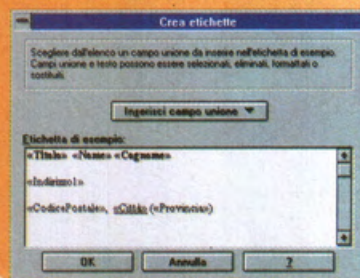 Crea etichette
Scegliere dall'elenco un campo unione da inserire nell'etichetta di esempio.
Campi unione e testo possono essere selezionati, eliminati, formattati o
sostituiti.
Inserisci campo unione
Etichetta di esempio:
«Titolo» «Nome» «Cognome»
«Indirizzo1»
«CodicePostale», «Città» («Provincia»)
OK Annulla ?